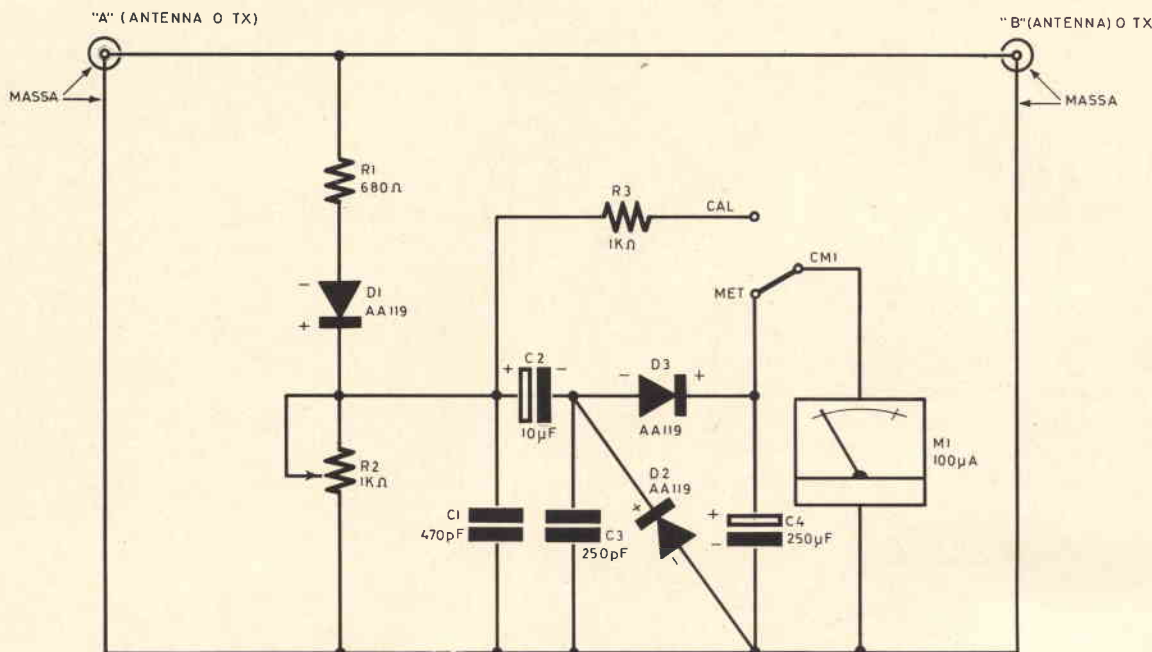 "A" (ANTENNA O TX)
"B"(ANTENNA) O TX
MASSA
MASSA
R1
680Ω
R3
1KΩ
CAL
CM1
MET
-
D1
AA119
+
+
C2
-
10µF
-
D3
+
AA119
R2
1KΩ
D2
AA119
+
-
M1
100µA
C1
470pF
C3
250pF
+
-
C4
250µF